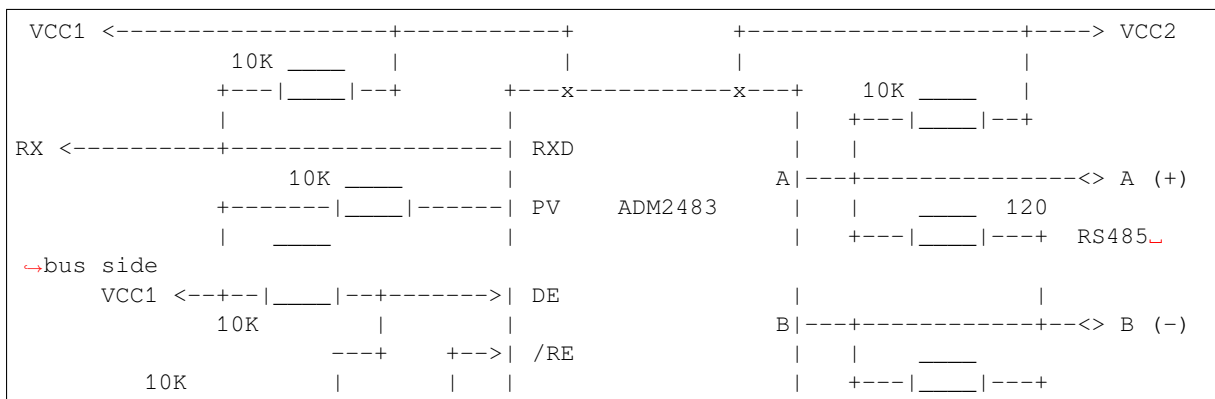 VCC1 <------------------+-----------+                 +-------------------+----> VCC2
10K ____    |           |                 |                   |
+---|____|--+       +---x-----------x---+      10K ____    |
|                   |                   |   +---|____|--+
RX <----------+-------------------| RXD               |   |
10K ____          |                  A|---+---------------<> A (+)
+-------|____|------| PV     ADM2483    |   |    ____  120
|   ____            |                   |   +---|____|---+  RS485␣
↪bus side
VCC1 <--+--|____|--+------->| DE                |                |
10K        |        |                  B|---+------------+--<> B (-)
---+    +-->| /RE               |   |    ____
10K          |       |   |                   |   +---|____|---+